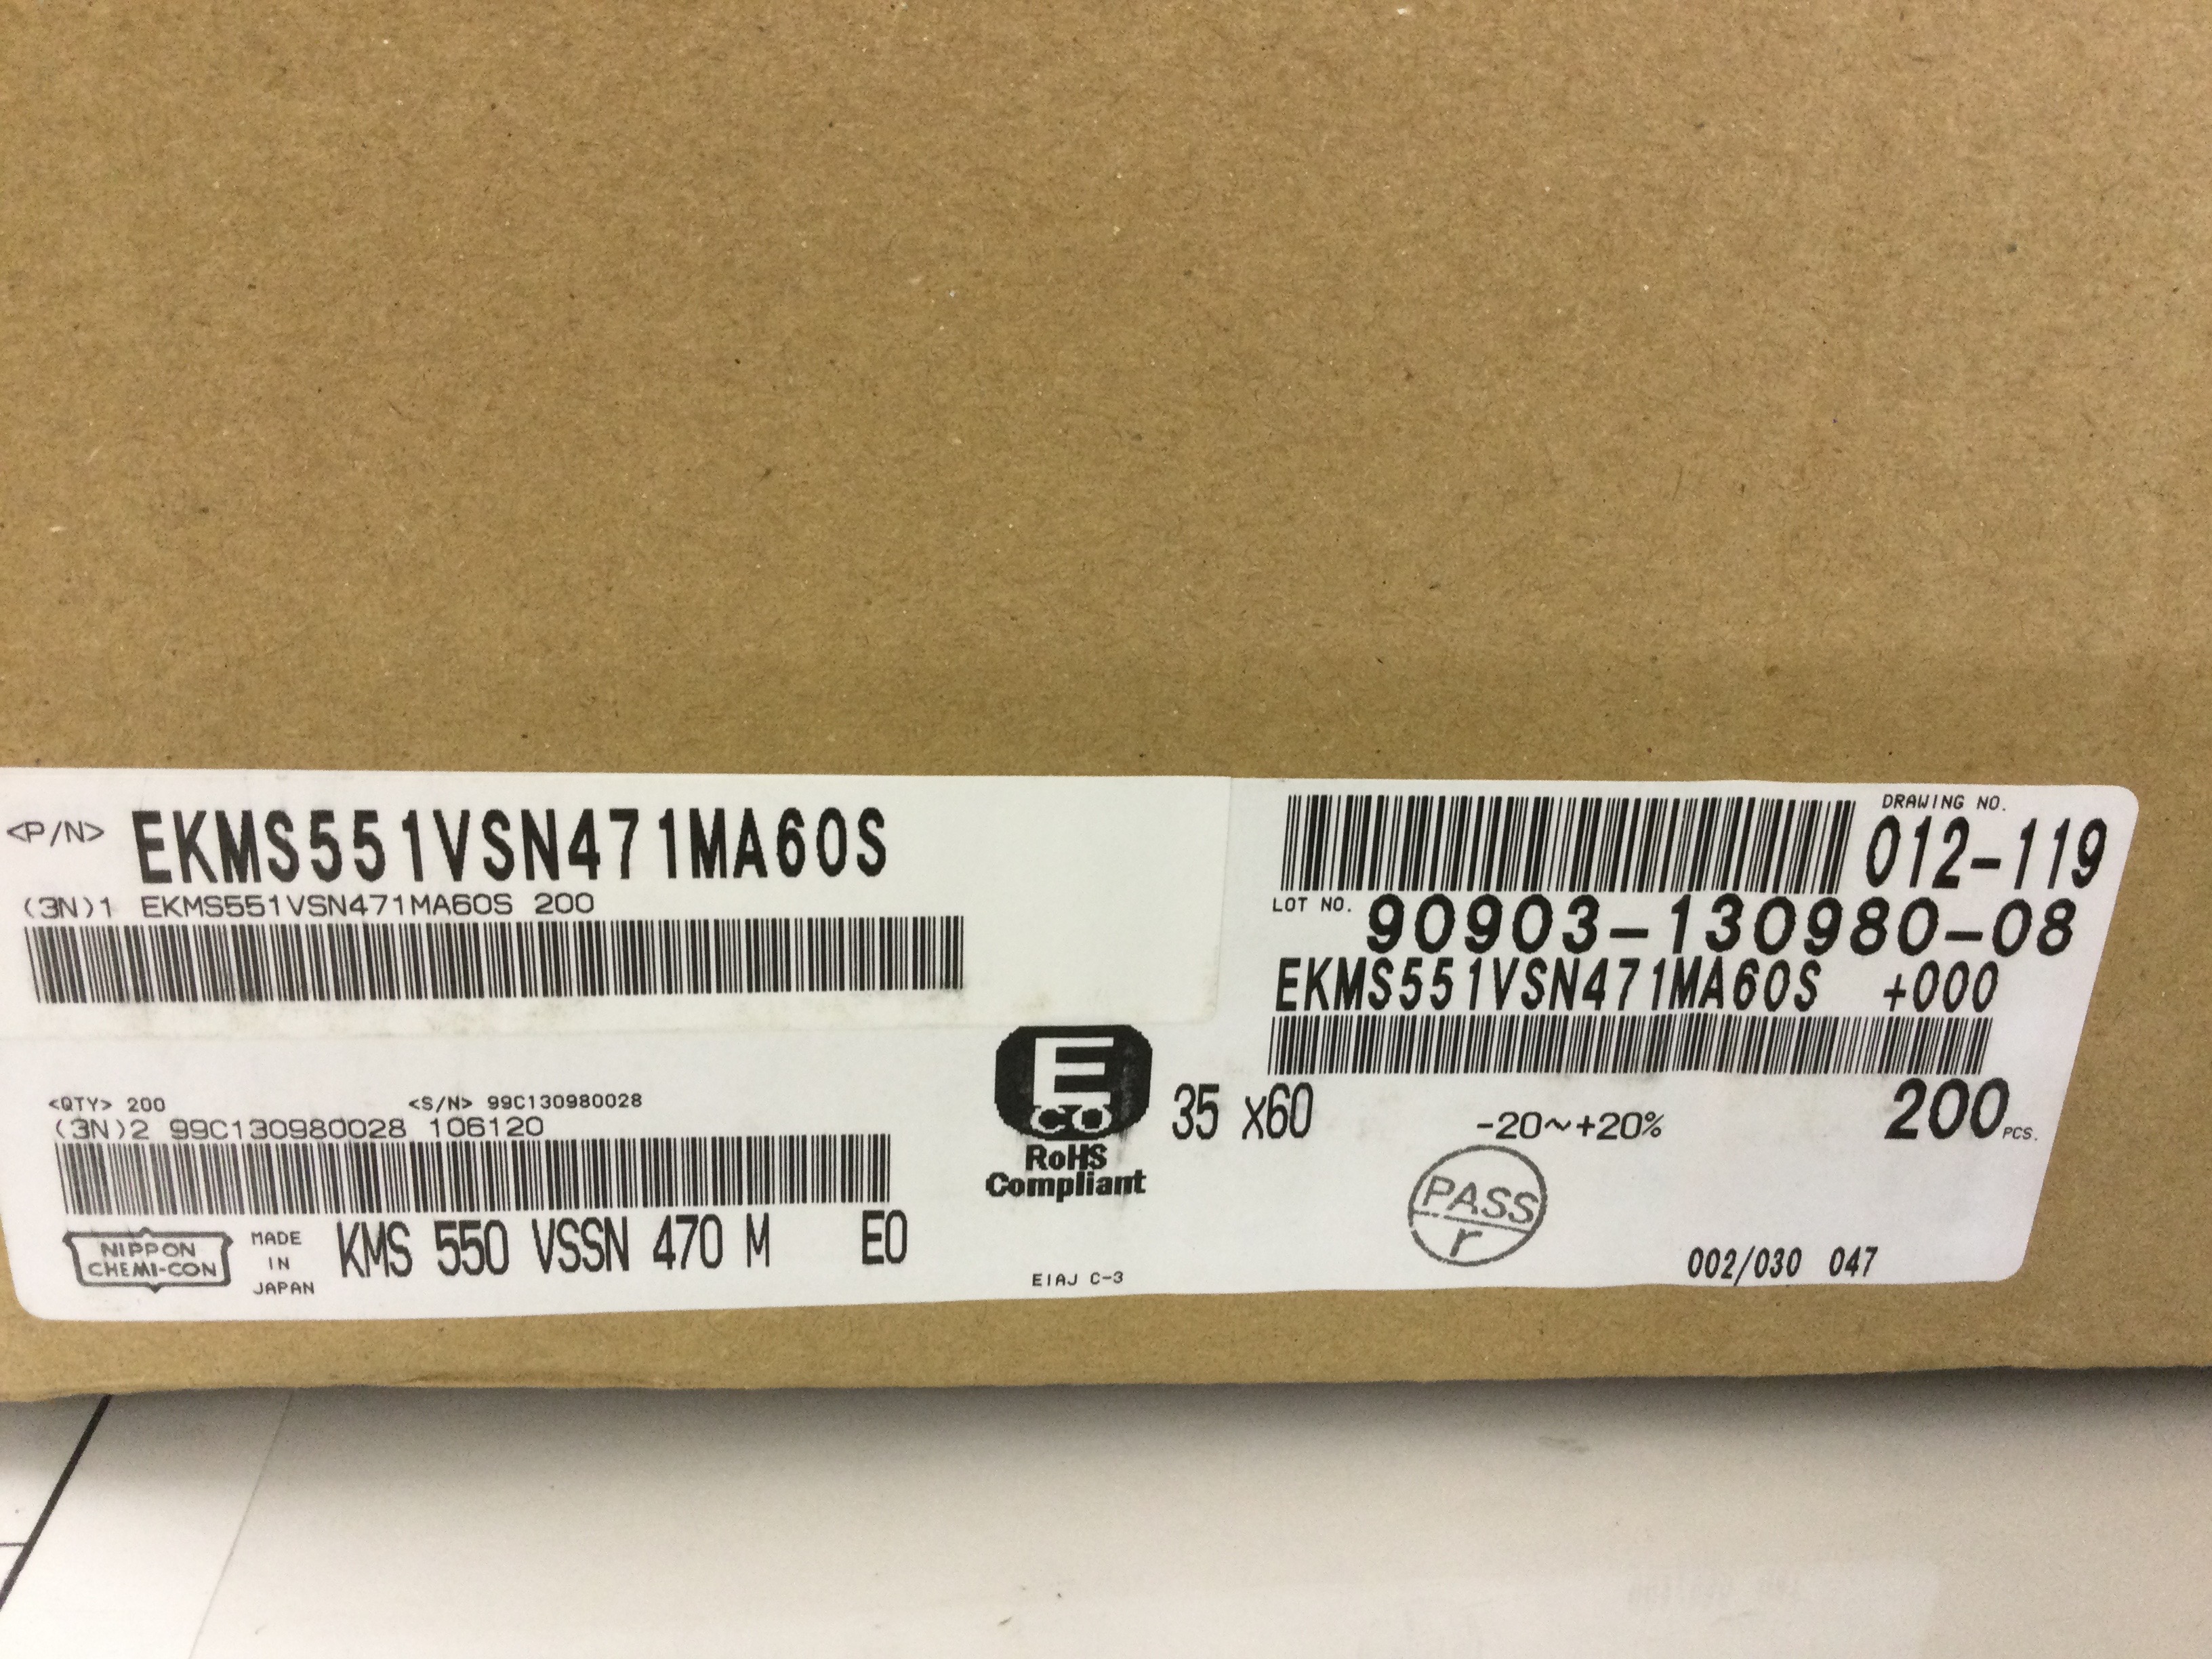 <P/N> EKMS551VSN471MA60S
(3N)1 EKMS551VSN471MA60S 200
<QTY> 200 <S/N> 99C130980028
(3N)2 99C130980028 106120
NIPPON
CHEMI-CON
MADE
IN
JAPAN
KMS 550 VSSN 470 M E0
E
CO
RoHS
Compliant
EIAJ C-3
DRAWING NO.
012-119
LOT NO. 90903-130980-08
EKMS551VSN471MA60S +000
35 x60 -20~+20% 200 PCS.
PASS
r
002/030 047